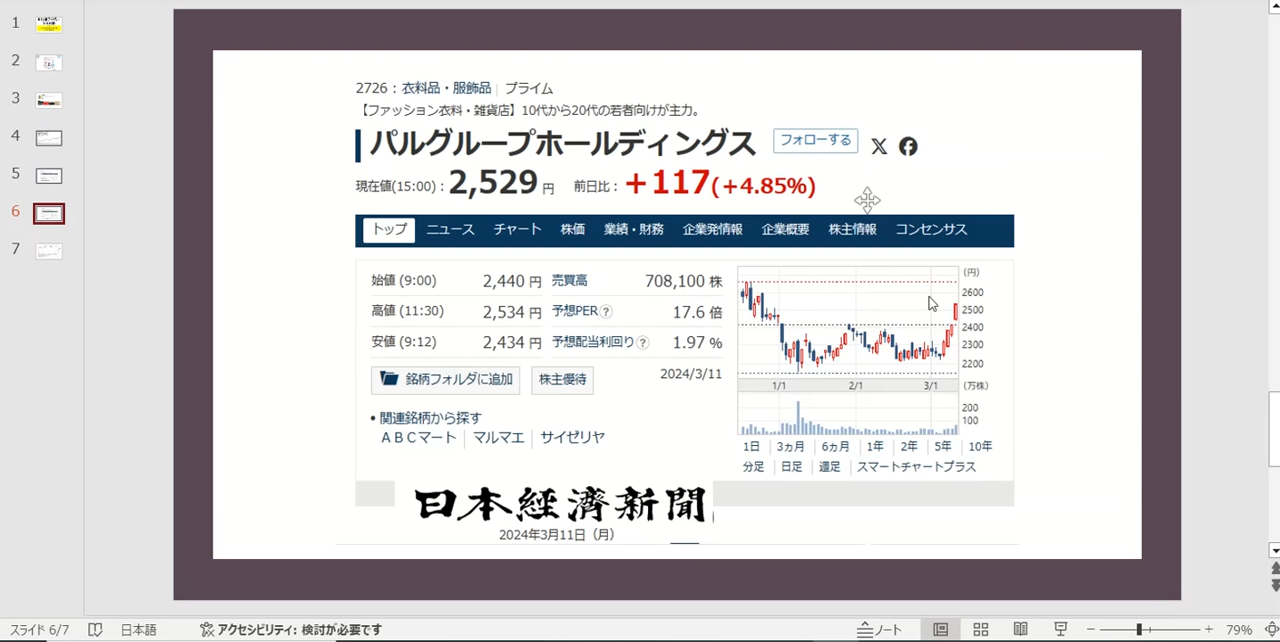 1
2
3
4
5
6
7
2726：衣料品・服飾品 プライム
【ファッション衣料・雑貨店】10代から20代の若者向けが主力。
パルグループホールディングス フォローする
現在値(15:00)：2,529 円 前日比：+117(+4.85%)
トップ ニュース チャート 株価 業績・財務 企業発情報 企業概要 株主情報 コンセンサス
始値 (9:00) 2,440 円 売買高 708,100 株
高値 (11:30) 2,534 円 予想PER ? 17.6 倍
安値 (9:12) 2,434 円 予想配当利回り ? 1.97 %
銘柄フォルダに追加 株主優待 2024/3/11
• 関連銘柄から探す
ＡＢＣマート マルマエ サイゼリヤ
(円)
2600
2500
2400
2300
2200
1/1 2/1 3/1 (万株)
200
100
1日 3ヵ月 6ヵ月 1年 2年 5年 10年
分足 日足 週足 スマートチャートプラス
日本経済新聞
2024年3月11日（月）
スライド 6/7 日本語 アクセシビリティ: 検討が必要です ノート 79%